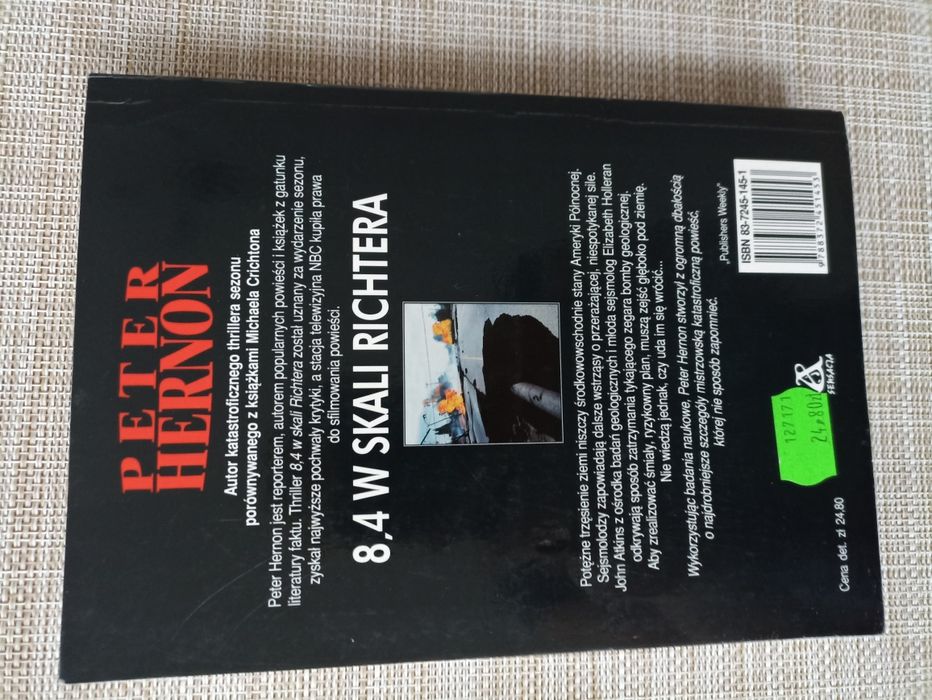 PETER
HERNON
Autor katastroficznego thrillera sezonu
porównywanego z książkami Michaela Crichtona
Peter Hernon jest reporterem, autorem popularnych powieści i książek z gatunku
literatury faktu. Thriller 8,4 w skali Richtera został uznany za wydarzenie sezonu,
zyskał najwyższe pochwały krytyki, a stacja telewizyjna NBC kupiła prawa
do sfilmowania powieści.
8,4 W SKALI RICHTERA
Potężne trzęsienie ziemi niszczy środkowowschodnie stany Ameryki Północnej.
Sejsmolodzy zapowiadają dalsze wstrząsy o przerażającej, niespotykanej sile.
John Atkins z ośrodka badań geologicznych i młoda sejsmolog Elizabeth Holleran
odkrywają sposób zatrzymania tykającego zegara bomby geologicznej.
Aby zrealizować śmiały, ryzykowny plan, muszą zejść głęboko pod ziemię.
Nie wiedzą jednak, czy uda im się wrócić...
Wykorzystując badania naukowe, Peter Hernon stworzył z ogromną dbałością
o najdrobniejsze szczegóły mistrowską katastroficzną powieść,
której nie sposób zapomnieć.
„Publishers Weekly"
ISBN 83-7245-145-1
9788372451453
SENSACJA
127171
24,80zł
Cena det. zł 24,80